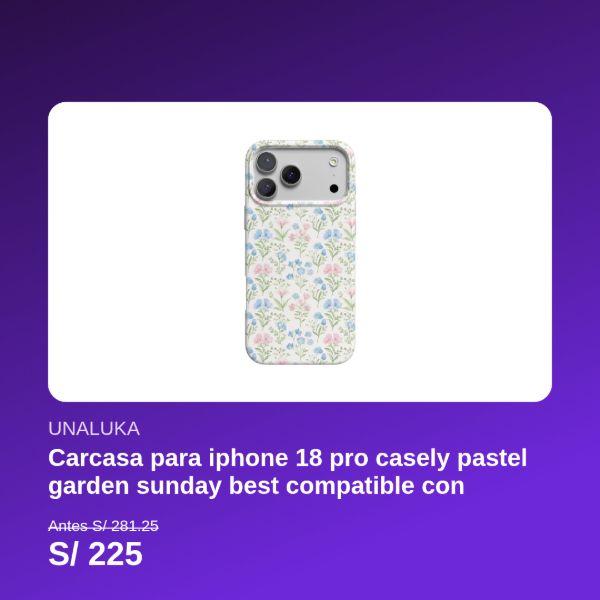 UNALUKA
Carcasa para iphone 18 pro casely pastel
garden sunday best compatible con
Antes S/ 281.25
S/ 225